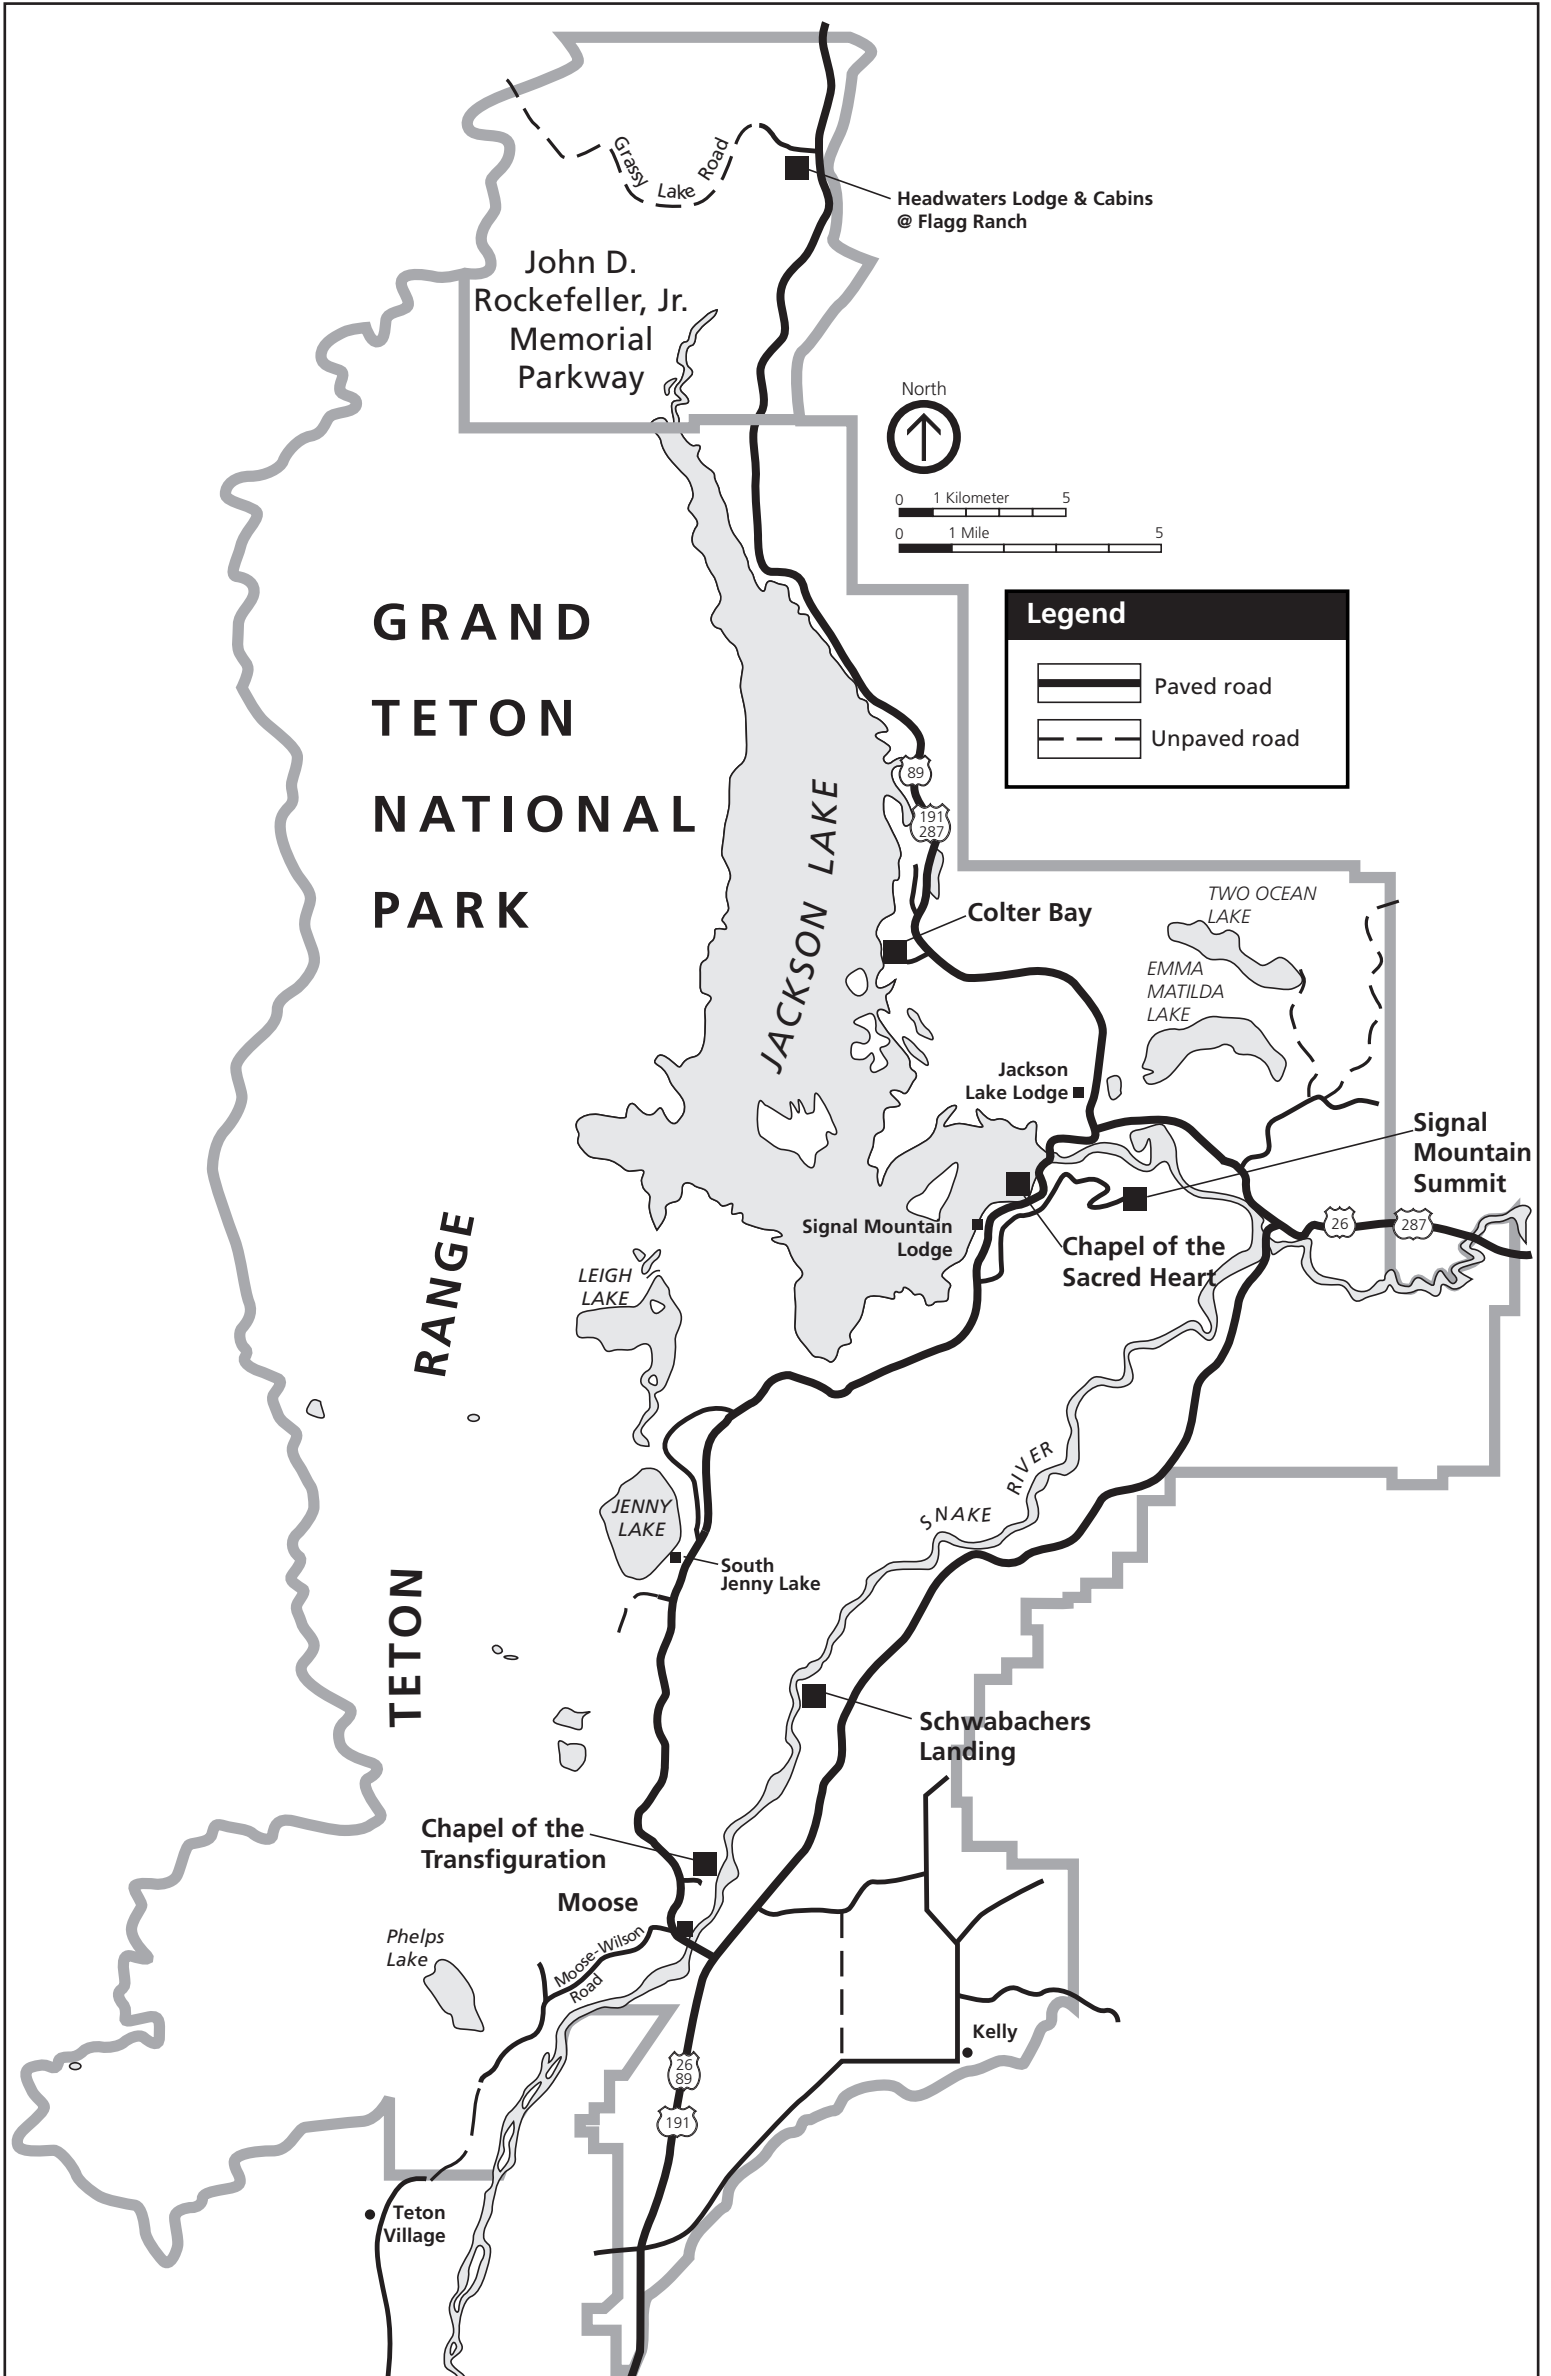 Grassy Lake Road
Headwaters Lodge & Cabins
@ Flagg Ranch
John D.
Rockefeller, Jr.
Memorial
Parkway
North
0 1 Kilometer 5
0 1 Mile 5
GRAND
TETON
NATIONAL
PARK
Legend
Paved road
Unpaved road
89
191
287
JACKSON LAKE
Colter Bay
TWO OCEAN
LAKE
EMMA
MATILDA
LAKE
Jackson
Lake Lodge
Signal
Mountain
Summit
26
287
Signal Mountain
Lodge
Chapel of the
Sacred Heart
LEIGH
LAKE
TETON RANGE
JENNY
LAKE
South
Jenny Lake
SNAKE RIVER
Schwabachers
Landing
Chapel of the
Transfiguration
Moose
Moose-Wilson
Road
Phelps
Lake
Kelly
26
89
191
Teton
Village